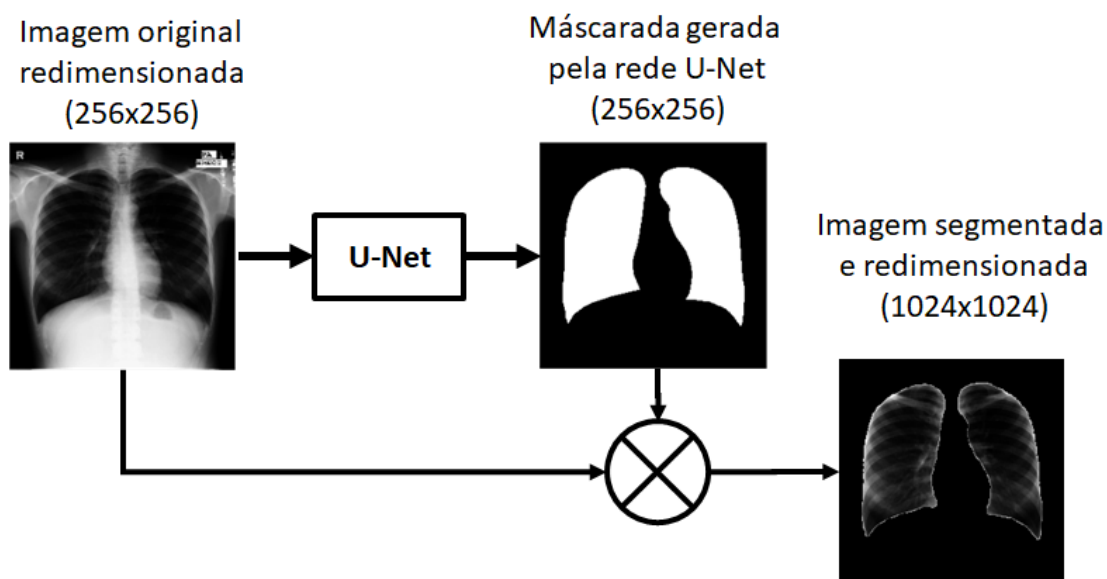 Imagem original
redimensionada
(256x256)
Máscarada gerada
pela rede U-Net
(256x256)
R
U-Net
Imagem segmentada
e redimensionada
(1024x1024)